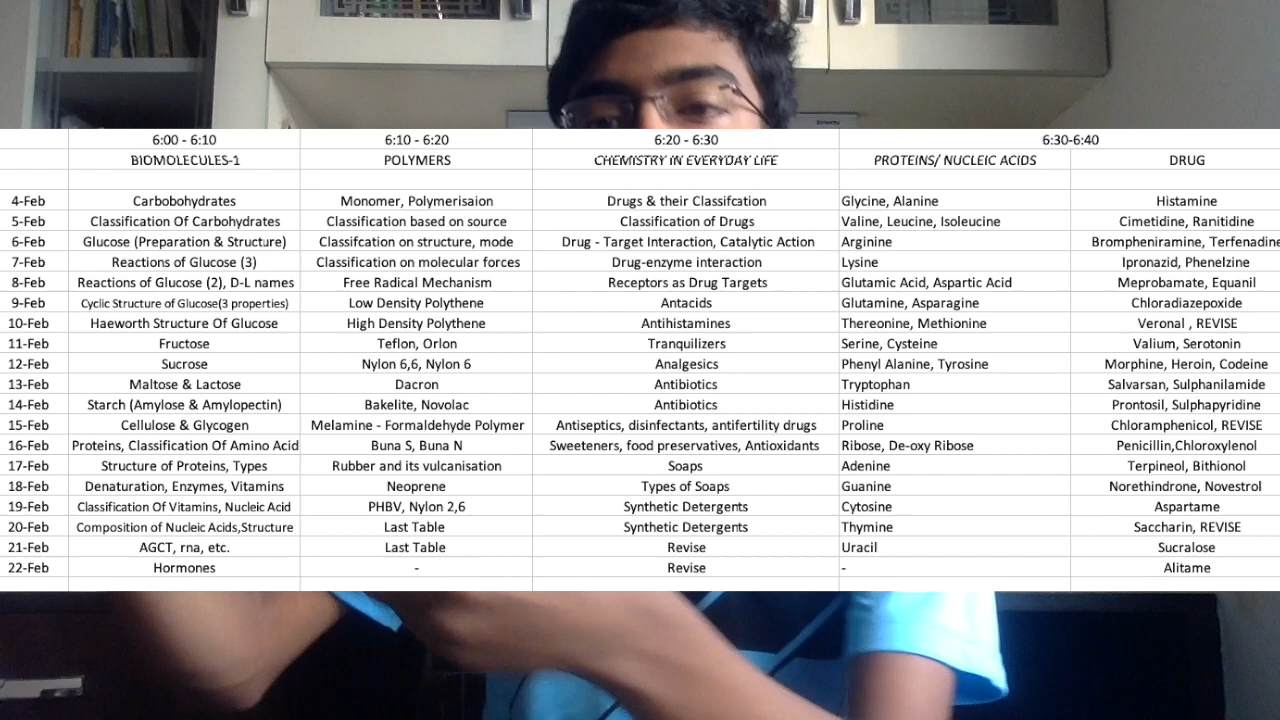 6:00 - 6:10 6:10 - 6:20 6:20 - 6:30 6:30-6:40
BIOMOLECULES-1 POLYMERS CHEMISTRY IN EVERYDAY LIFE PROTEINS/ NUCLEIC ACIDS DRUG
4-Feb Carbobohydrates Monomer, Polymerisaion Drugs & their Classifcation Glycine, Alanine Histamine
5-Feb Classification Of Carbohydrates Classification based on source Classification of Drugs Valine, Leucine, Isoleucine Cimetidine, Ranitidine
6-Feb Glucose (Preparation & Structure) Classifcation on structure, mode Drug - Target Interaction, Catalytic Action Arginine Brompheniramine, Terfenadine
7-Feb Reactions of Glucose (3) Classification on molecular forces Drug-enzyme interaction Lysine Ipronazid, Phenelzine
8-Feb Reactions of Glucose (2), D-L names Free Radical Mechanism Receptors as Drug Targets Glutamic Acid, Aspartic Acid Meprobamate, Equanil
9-Feb Cyclic Structure of Glucose(3 properties) Low Density Polythene Antacids Glutamine, Asparagine Chloradiazepoxide
10-Feb Haeworth Structure Of Glucose High Density Polythene Antihistamines Thereonine, Methionine Veronal , REVISE
11-Feb Fructose Teflon, Orlon Tranquilizers Serine, Cysteine Valium, Serotonin
12-Feb Sucrose Nylon 6,6, Nylon 6 Analgesics Phenyl Alanine, Tyrosine Morphine, Heroin, Codeine
13-Feb Maltose & Lactose Dacron Antibiotics Tryptophan Salvarsan, Sulphanilamide
14-Feb Starch (Amylose & Amylopectin) Bakelite, Novolac Antibiotics Histidine Prontosil, Sulphapyridine
15-Feb Cellulose & Glycogen Melamine - Formaldehyde Polymer Antiseptics, disinfectants, antifertility drugs Proline Chloramphenicol, REVISE
16-Feb Proteins, Classification Of Amino Acid Buna S, Buna N Sweeteners, food preservatives, Antioxidants Ribose, De-oxy Ribose Penicillin,Chloroxylenol
17-Feb Structure of Proteins, Types Rubber and its vulcanisation Soaps Adenine Terpineol, Bithionol
18-Feb Denaturation, Enzymes, Vitamins Neoprene Types of Soaps Guanine Norethindrone, Novestrol
19-Feb Classification Of Vitamins, Nucleic Acid PHBV, Nylon 2,6 Synthetic Detergents Cytosine Aspartame
20-Feb Composition of Nucleic Acids,Structure Last Table Synthetic Detergents Thymine Saccharin, REVISE
21-Feb AGCT, rna, etc. Last Table Revise Uracil Sucralose
22-Feb Hormones - Revise - Alitame